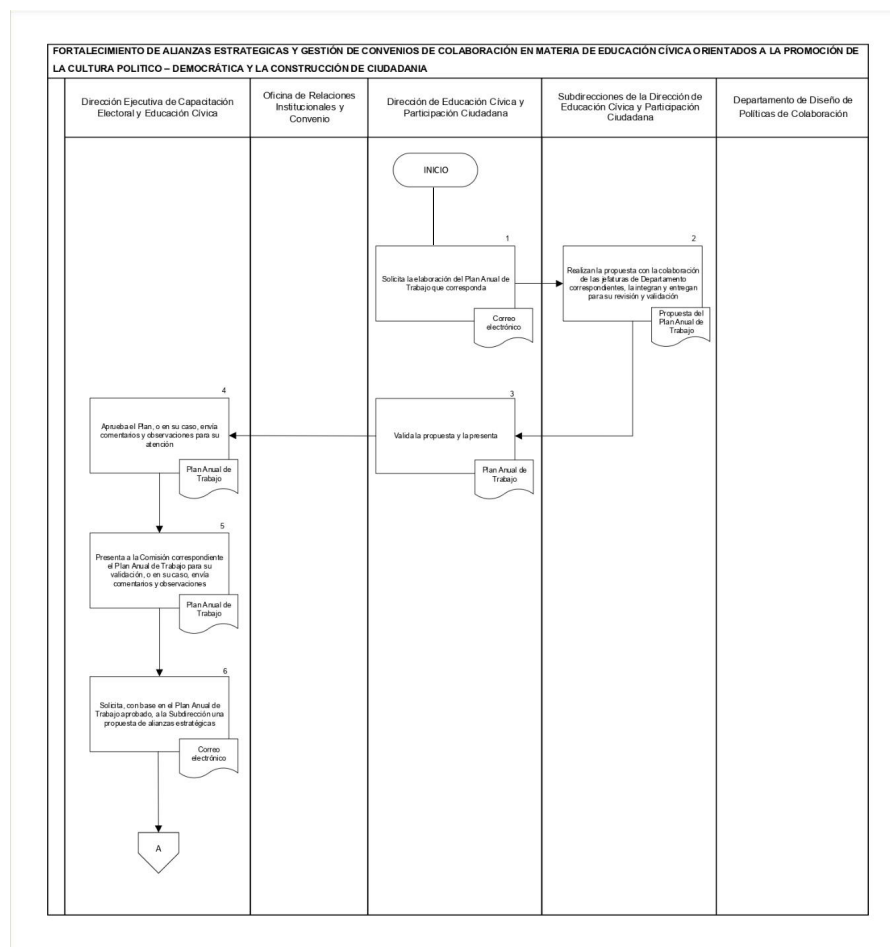 FORTALECIMIENTO DE ALIANZAS ESTRATEGICAS Y GESTIÓN DE CONVENIOS DE COLABORACIÓN EN MATERIA DE EDUCACIÓN CÍVICA ORIENTADOS A LA PROMOCIÓN DE
LA CULTURA POLITICO – DEMOCRÁTICA Y LA CONSTRUCCIÓN DE CIUDADANIA
Dirección Ejecutiva de Capacitación
Electoral y Educación Cívica
Oficina de Relaciones
Institucionales y
Convenio
Dirección de Educación Cívica y
Participación Ciudadana
Subdirecciones de la Dirección de
Educación Cívica y Participación
Ciudadana
Departamento de Diseño de
Políticas de Colaboración
INICIO
1
Solicita la elaboración del Plan Anual de
Trabajo que corresponda
Correo
electrónico
2
Realizan la propuesta con la colaboración
de las jefaturas de Departamento
correspondientes, la integran y entregan
para su revisión y validación
Propuesta del
Plan Anual de
Trabajo
3
Valida la propuesta y la presenta
Plan Anual de
Trabajo
4
Aprueba el Plan, o en su caso, envía
comentarios y observaciones para su
atención
Plan Anual de
Trabajo
5
Presenta a la Comisión correspondiente
el Plan Anual de Trabajo para su
validación, o en su caso, envía
comentarios y observaciones
Plan Anual de
Trabajo
6
Solicita, con base en el Plan Anual de
Trabajo aprobado, a la Subdirección una
propuesta de alianzas estratégicas
Correo
electrónico
A